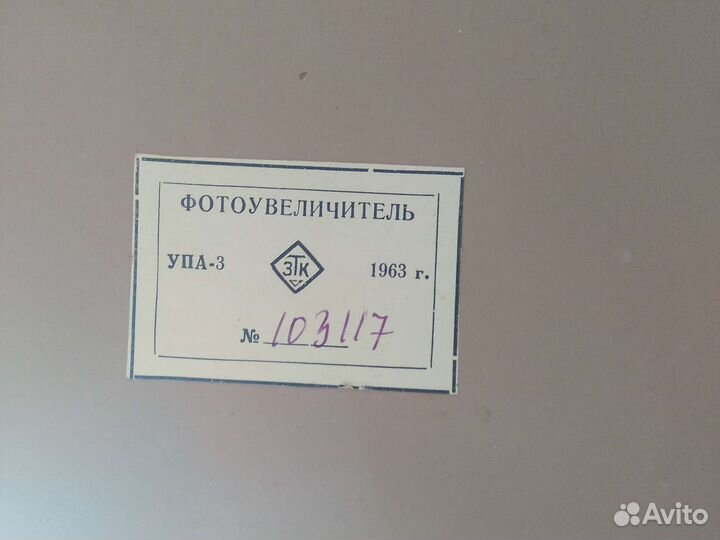 ФОТОУВЕЛИЧИТЕЛЬ
УПА-3 ЗТК 1963 г.
№ 103117
Avito